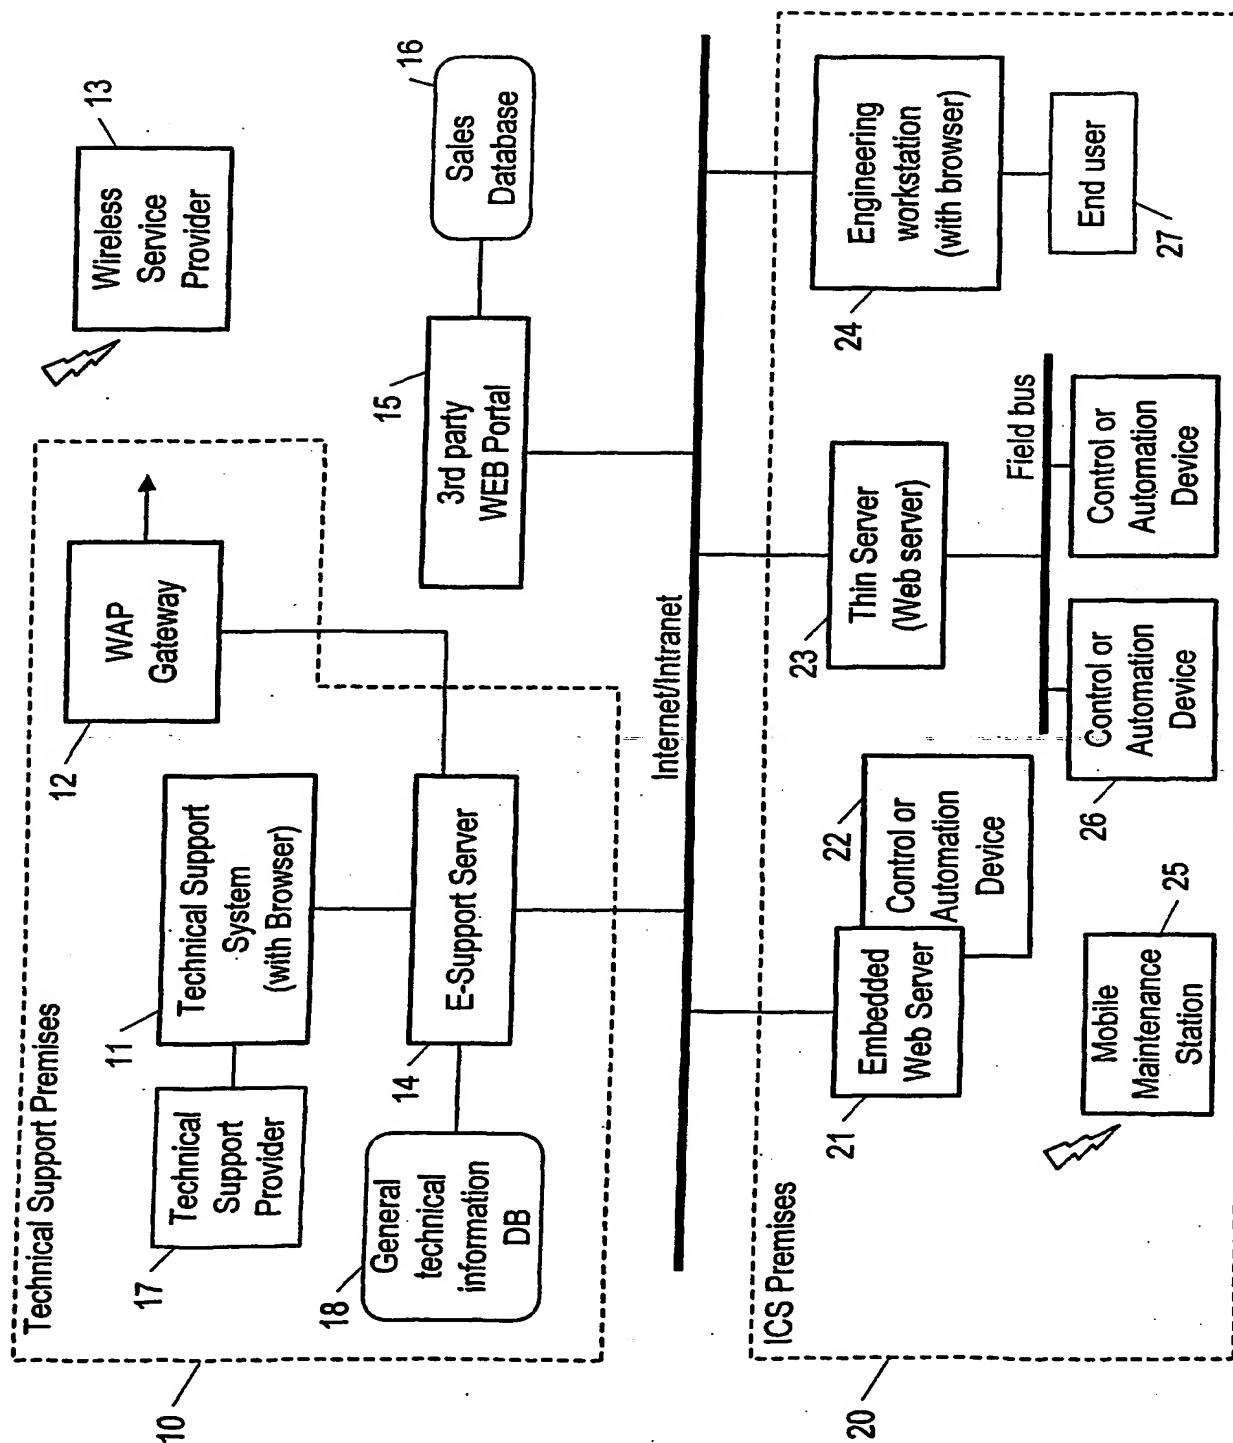 10
Technical Support Premises
17
Technical
Support
Provider
11
Technical Support
System
(with Browser)
12
WAP
Gateway
13
Wireless
Service
Provider
18
General
technical
information
DB
14
E-Support Server
15
3rd party
WEB Portal
16
Sales
Database
Internet/Intranet
20
ICS Premises
21
Embedded
Web Server
22
Control or
Automation
Device
23
Thin Server
(Web server)
24
Engineering
workstation
(with browser)
25
Mobile
Maintenance
Station
Field bus
26
Control or
Automation
Device
Control or
Automation
Device
27
End user